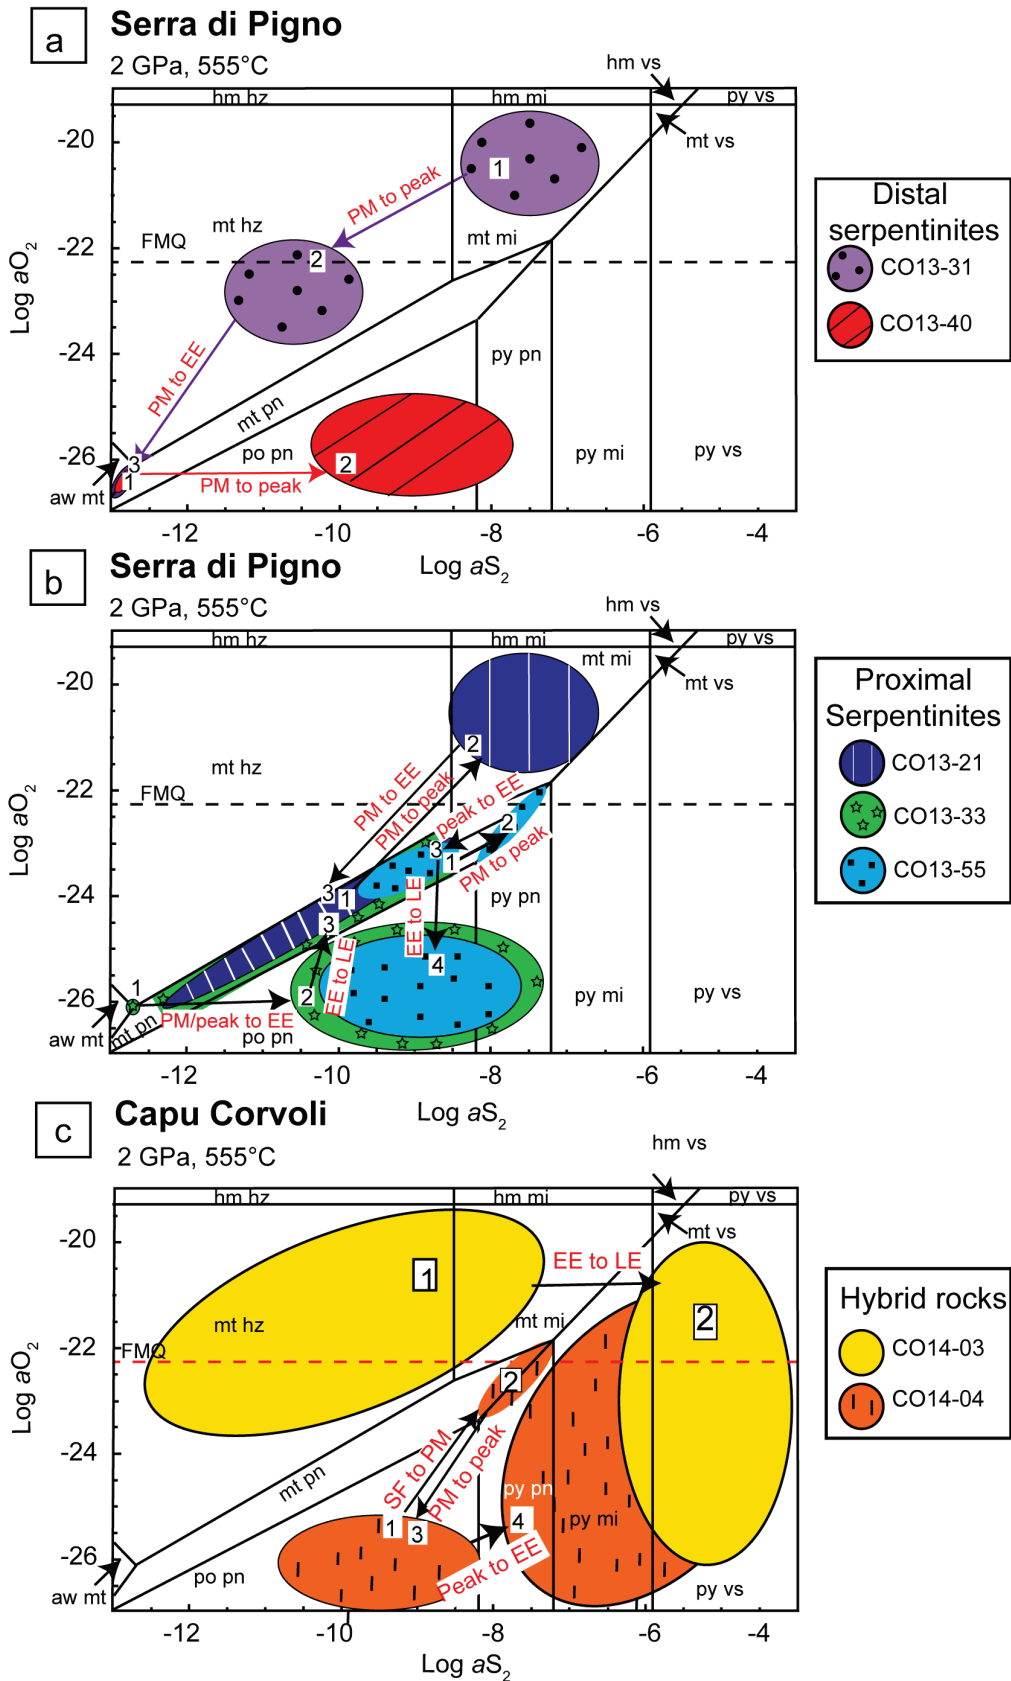 a
Serra di Pigno
2 GPa, 555°C
hm vs
hm hz
hm mi
py vs
mt vs
-20
-22
-24
-26
Log aO2
1
PM to peak
mt hz
mt mi
FMQ
2
PM to EE
py pn
mt pn
po pn
py mi
py vs
3
1
2
PM to peak
aw mt
-12
-10
-8
-6
-4
Log aS2
Distal
serpentinites
CO13-31
CO13-40
b
Serra di Pigno
2 GPa, 555°C
hm vs
hm hz
hm mi
py vs
mt mi
mt vs
-20
-22
-24
-26
Log aO2
2
mt hz
PM to EE
PM to peak
peak to EE
FMQ
2
3
1
PM to peak
3
1
3
py pn
EE to LE
EE to LE
4
1
2
py mi
py vs
PM/peak to EE
mt pn
po pn
aw mt
-12
-10
-8
-6
-4
Log aS2
Proximal
Serpentinites
CO13-21
CO13-33
CO13-55
c
Capu Corvoli
2 GPa, 555°C
hm vs
hm hz
hm mi
py vs
mt vs
-20
-22
-24
-26
Log aO2
1
EE to LE
mt hz
mt mi
2
FMQ
2
SF to PM
PM to peak
mt pn
py pn
py mi
1
3
4
Peak to EE
po pn
py vs
aw mt
-12
-10
-8
-6
-4
Log aS2
Hybrid rocks
CO14-03
CO14-04